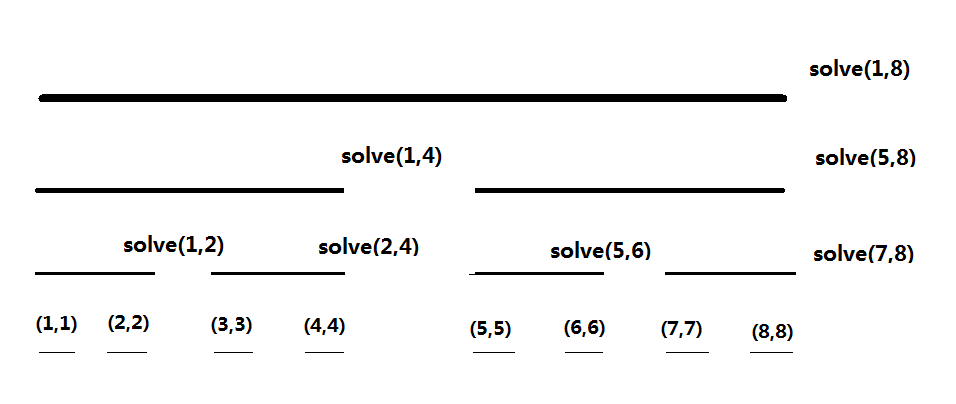 solve(1,8)
solve(1,4)
solve(5,8)
solve(1,2)
solve(2,4)
solve(5,6)
solve(7,8)
(1,1)
(2,2)
(3,3)
(4,4)
(5,5)
(6,6)
(7,7)
(8,8)